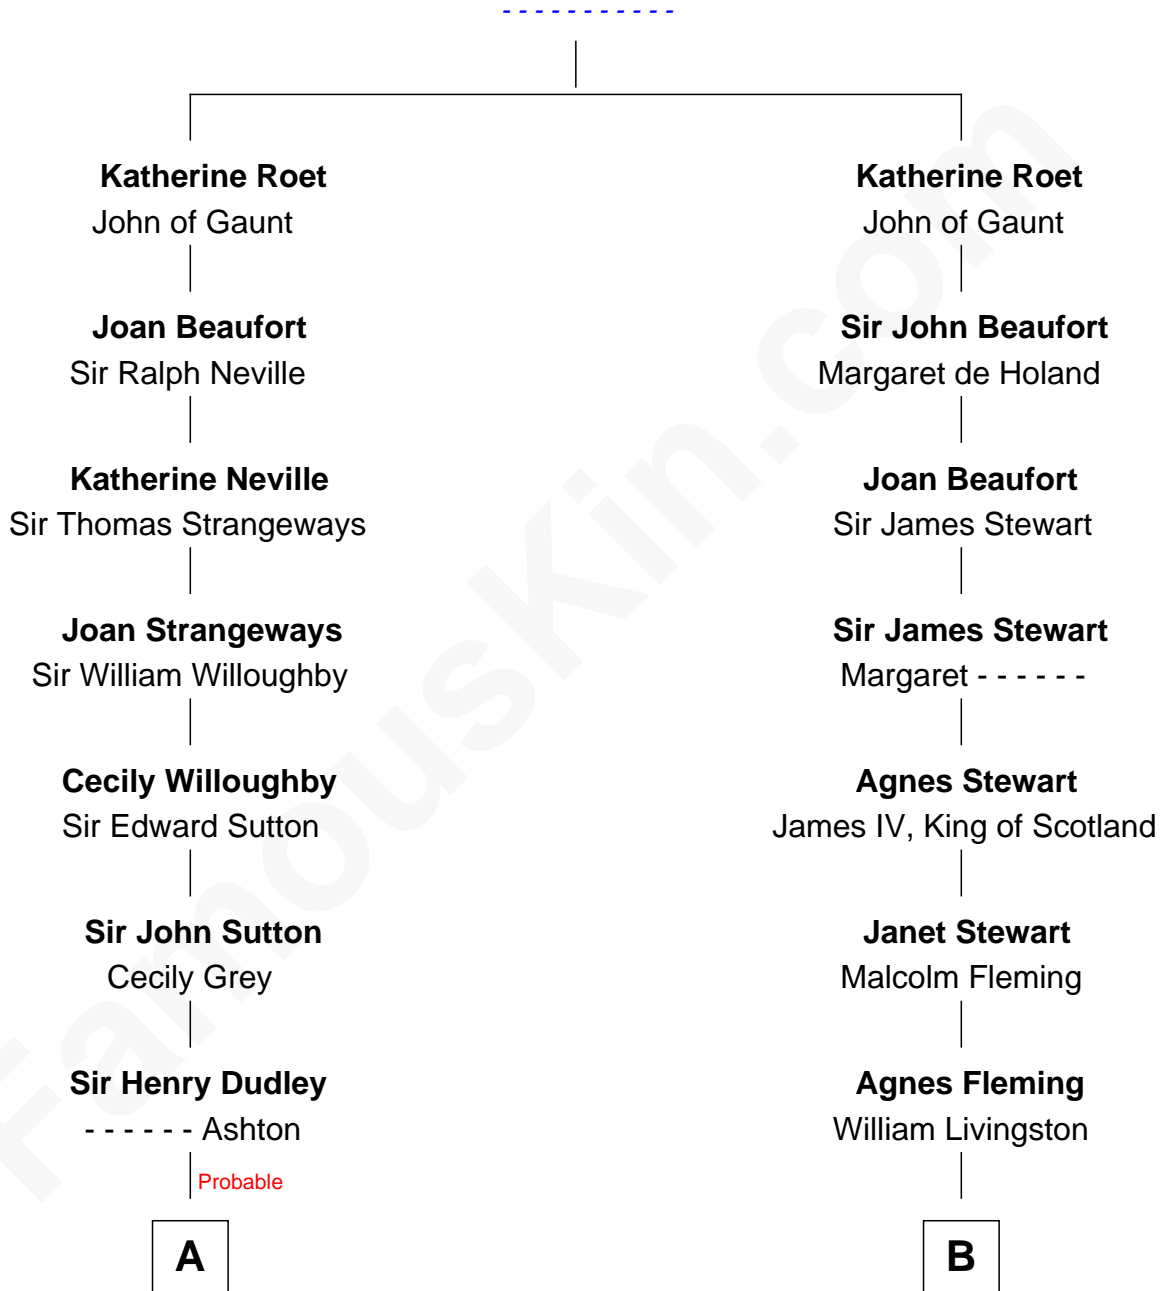 - - - - - - - - - - -
Katherine Roet
John of Gaunt
Joan Beaufort
Sir Ralph Neville
Katherine Neville
Sir Thomas Strangeways
Joan Strangeways
Sir William Willoughby
Cecily Willoughby
Sir Edward Sutton
Sir John Sutton
Cecily Grey
Sir Henry Dudley
- - - - - - Ashton
Probable
A
Katherine Roet
John of Gaunt
Sir John Beaufort
Margaret de Holand
Joan Beaufort
Sir James Stewart
Sir James Stewart
Margaret - - - - - -
Agnes Stewart
James IV, King of Scotland
Janet Stewart
Malcolm Fleming
Agnes Fleming
William Livingston
B
FamousKin.com